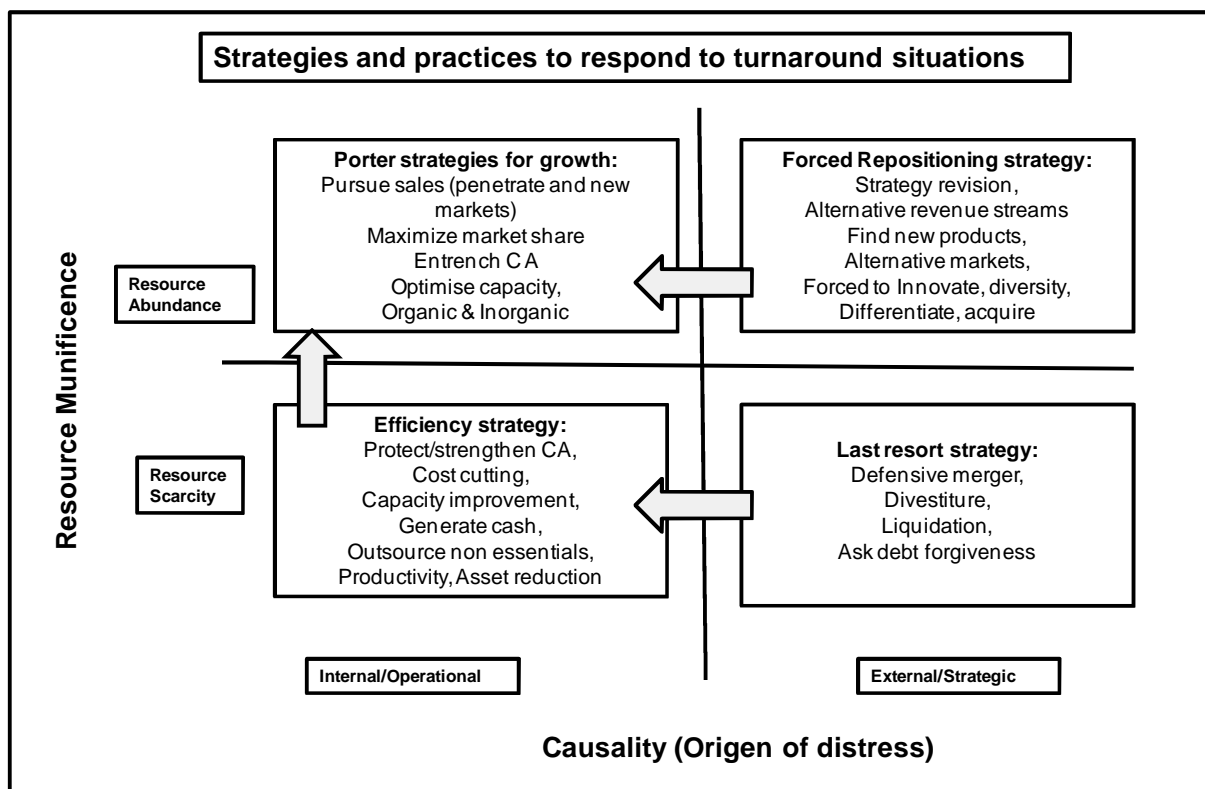 Strategies and practices to respond to turnaround situations
Porter strategies for growth:
Pursue sales (penetrate and new
markets)
Maximize market share
Entrench CA
Optimise capacity,
Organic & Inorganic
Forced Repositioning strategy:
Strategy revision,
Alternative revenue streams
Find new products,
Alternative markets,
Forced to Innovate, diversity,
Differentiate, acquire
Resource Munificence
Resource
Abundance
Resource
Scarcity
Efficiency strategy:
Protect/strengthen CA,
Cost cutting,
Capacity improvement,
Generate cash,
Outsource non essentials,
Productivity, Asset reduction
Last resort strategy:
Defensive merger,
Divestiture,
Liquidation,
Ask debt forgiveness
Internal/Operational
External/Strategic
Causality (Origen of distress)